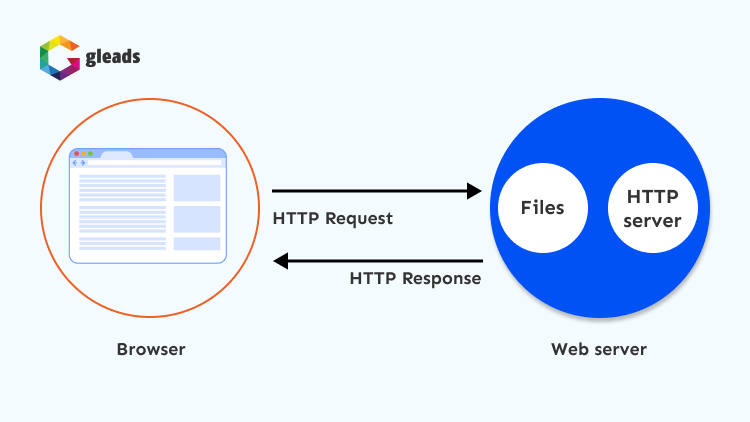 gleads
HTTP Request
HTTP Response
Files
HTTP
server
Browser
Web server